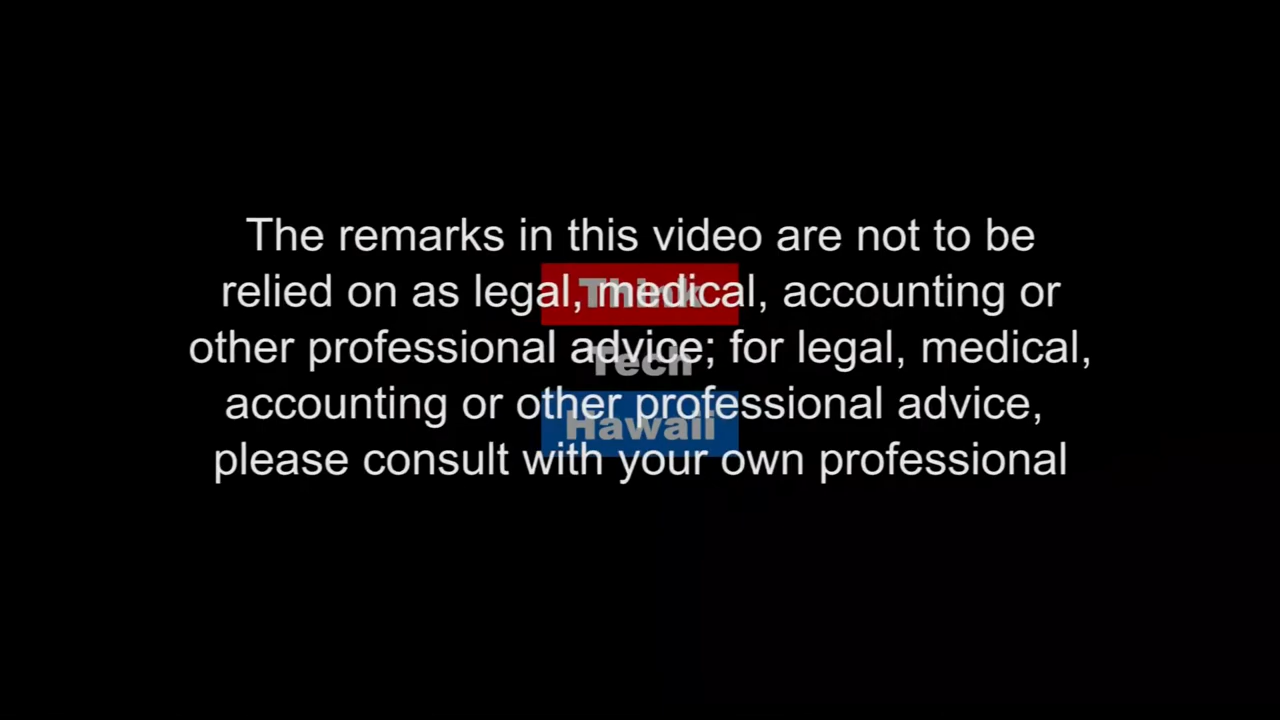 The remarks in this video are not to be
relied on as legal, medical, accounting or
other professional advice; for legal, medical,
accounting or other professional advice,
please consult with your own professional
Think
Tech
Hawaii